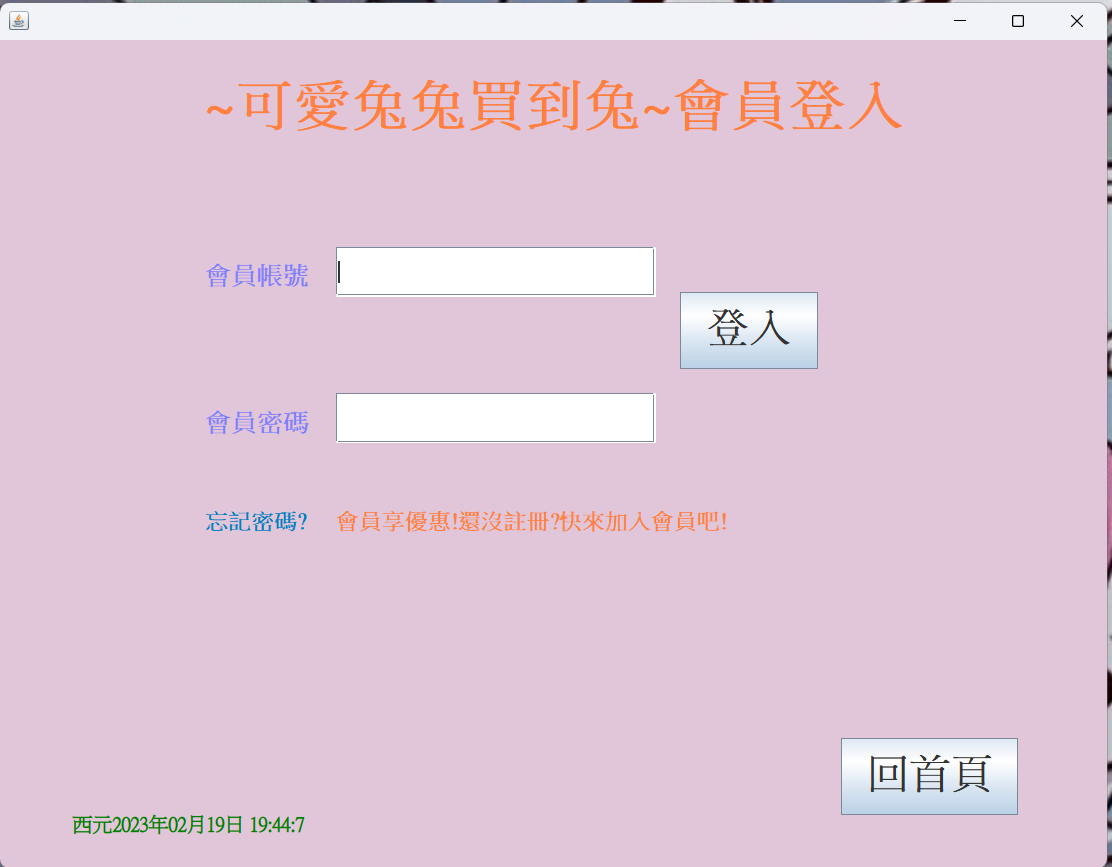 ~可愛兔兔買到兔~會員登入
會員帳號
登入
會員密碼
忘記密碼? 會員享優惠!還沒註冊?快來加入會員吧!
回首頁
西元2023年02月19日 19:44:7